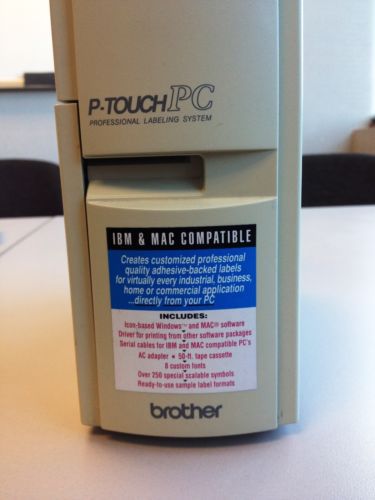 P-TOUCH PC
PROFESSIONAL LABELING SYSTEM
IBM & MAC COMPATIBLE
Creates customized professional
quality adhesive-backed labels
for virtually every industrial, business,
home or commercial application
...directly from your PC
INCLUDES:
Icon-based Windows™ and MAC® software
Driver for printing from other software packages
Serial cables for IBM and MAC compatible PC's
AC adapter • 50-ft. tape cassette
8 custom fonts
Over 250 special scalable symbols
Ready-to-use sample label formats
brother